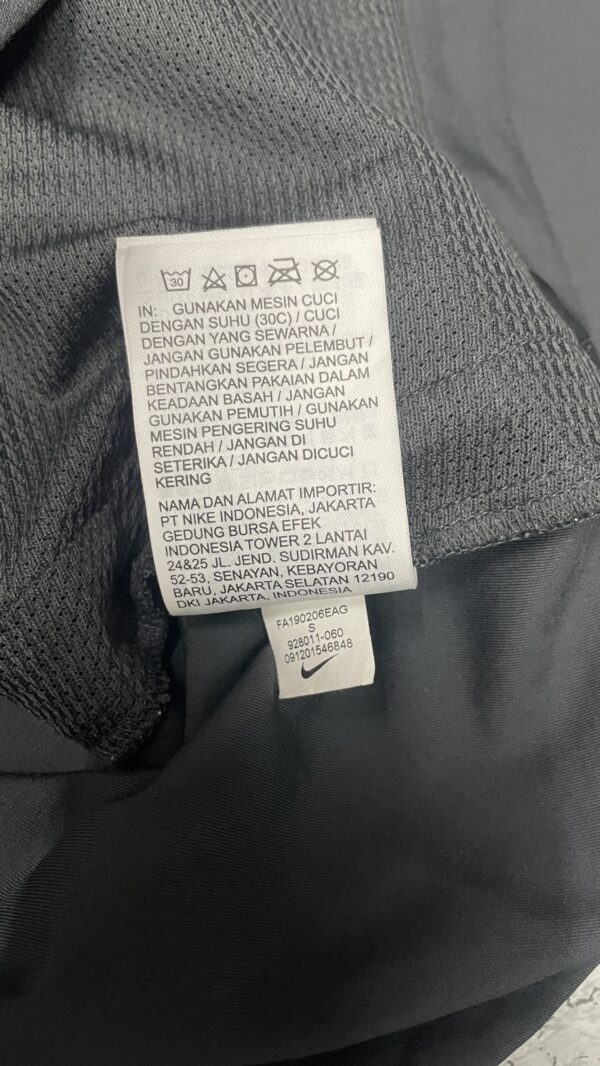 30
IN: GUNAKAN MESIN CUCI
DENGAN SUHU (30C) / CUCI
DENGAN YANG SEWARNA /
JANGAN GUNAKAN PELEMBUT /
PINDAHKAN SEGERA / JANGAN
BENTANGKAN PAKAIAN DALAM
KEADAAN BASAH / JANGAN
GUNAKAN PEMUTIH / GUNAKAN
MESIN PENGERING SUHU
RENDAH / JANGAN DI
SETERIKA / JANGAN DICUCI
KERING
NAMA DAN ALAMAT IMPORTIR:
PT NIKE INDONESIA, JAKARTA
GEDUNG BURSA EFEK
INDONESIA TOWER 2 LANTAI
24&25 JL. JEND. SUDIRMAN KAV.
52-53, SENAYAN, KEBAYORAN
BARU, JAKARTA SELATAN 12190
DKI JAKARTA, INDONESIA
FA190206EAG
S
928011-060
091201546848